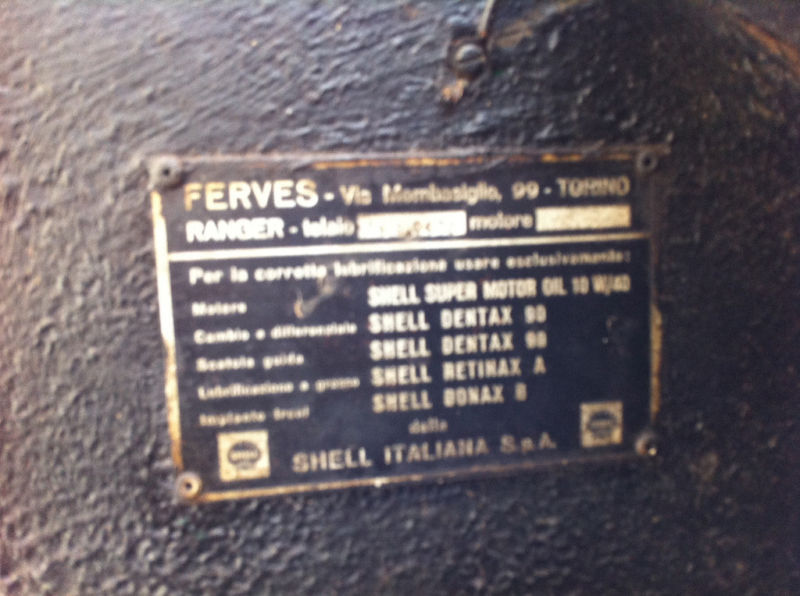 FERVES - Via Mombasiglio, 99 - TORINO
RANGER - telaio motore
Per la corretta lubrificazione usare esclusivamente:
Motore SHELL SUPER MOTOR OIL 10 W/40
Cambio e differenziale SHELL DENTAX 90
Scatola guida SHELL DENTAX 90
Lubrificazione a grasso SHELL RETINAX A
Impianto freni SHELL DONAX B
della
SHELL ITALIANA S.p.A.